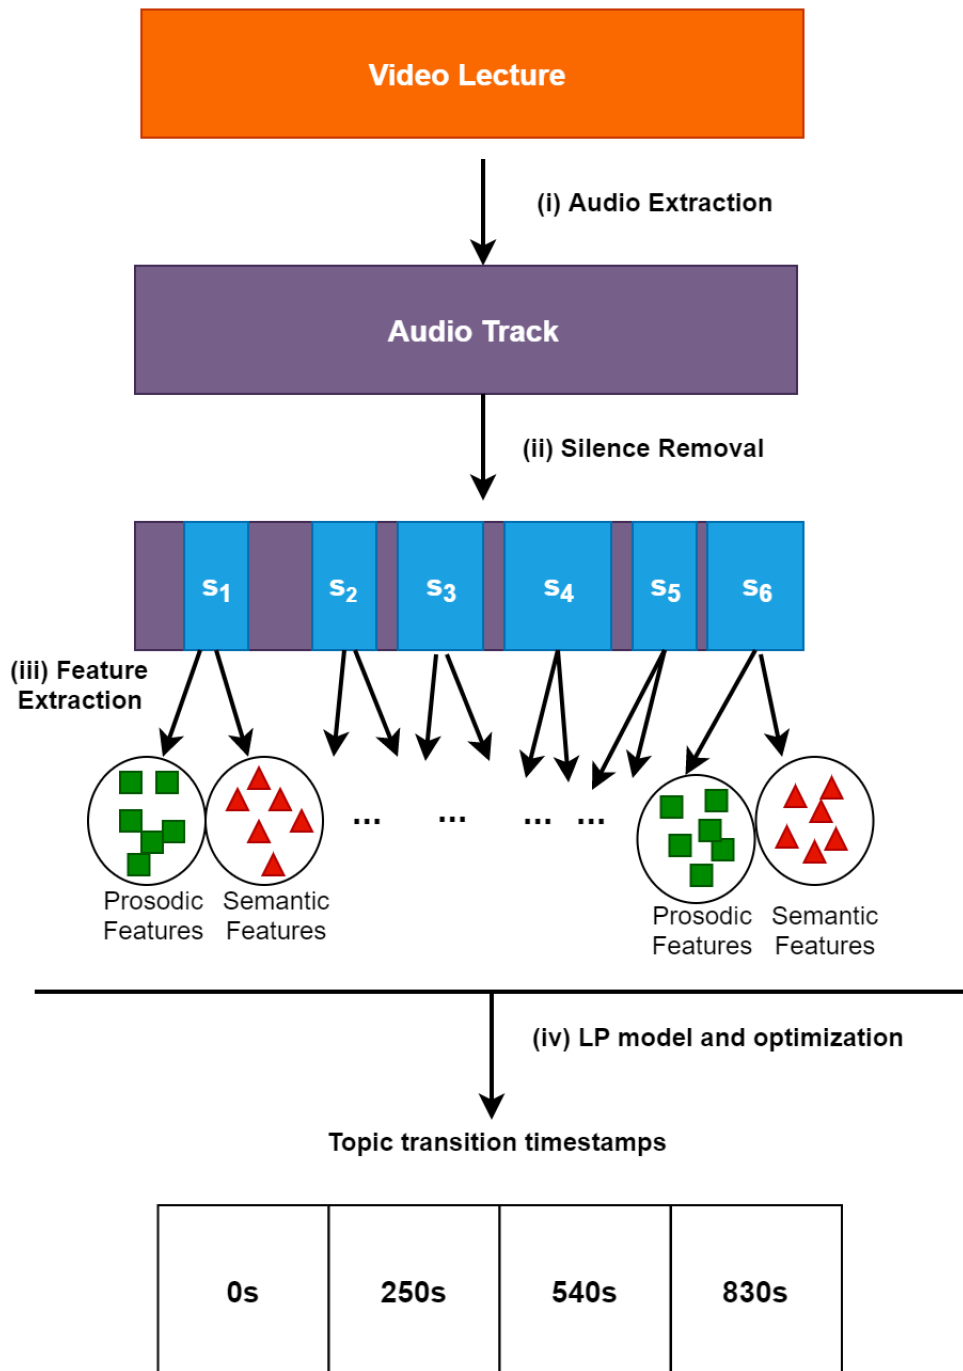 Video Lecture
(i) Audio Extraction
Audio Track
(ii) Silence Removal
s1 s2 s3 s4 s5 s6
(iii) Feature
Extraction
... ... ... ...
Prosodic
Features
Semantic
Features
Prosodic
Features
Semantic
Features
(iv) LP model and optimization
Topic transition timestamps
0s 250s 540s 830s